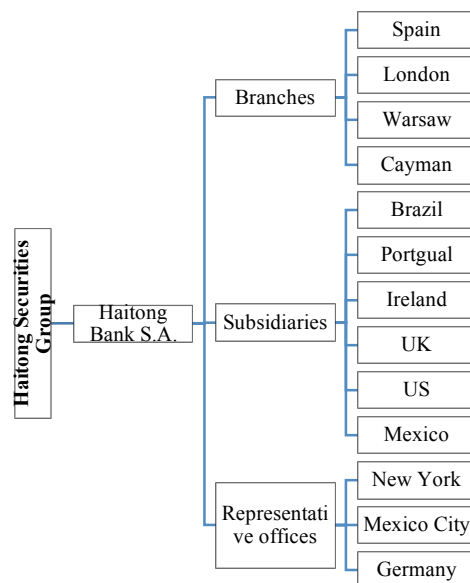 Haitong Securities
Group
Haitong
Bank S.A.
Branches
Spain
London
Warsaw
Cayman
Subsidiaries
Brazil
Portgual
Ireland
UK
US
Mexico
Representati
ve offices
New York
Mexico City
Germany